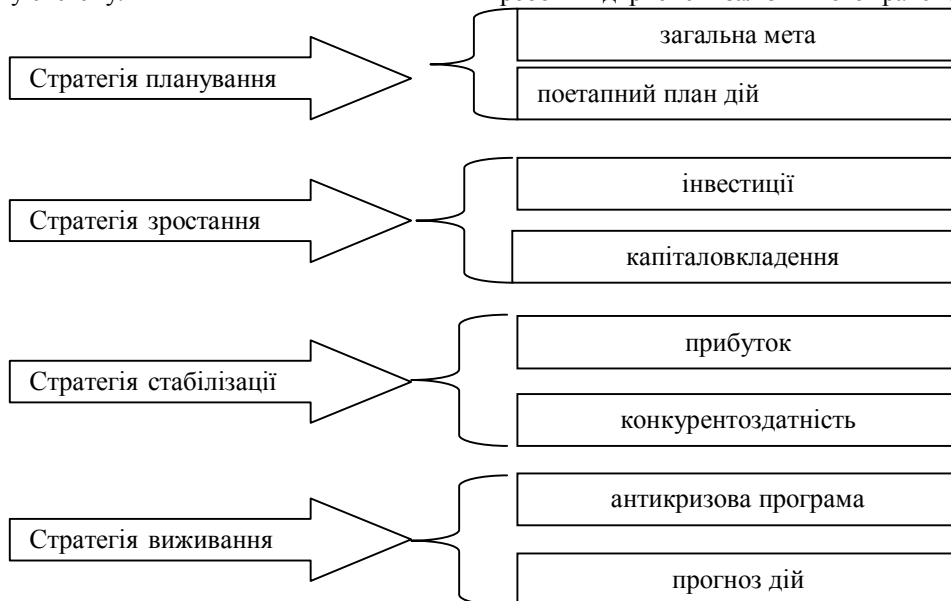 загальна мета
Стратегія планування
поетапний план дій
інвестиції
Стратегія зростання
капіталовкладення
прибуток
Стратегія стабілізації
конкурентоздатність
антикризова програма
Стратегія виживання
прогноз дій